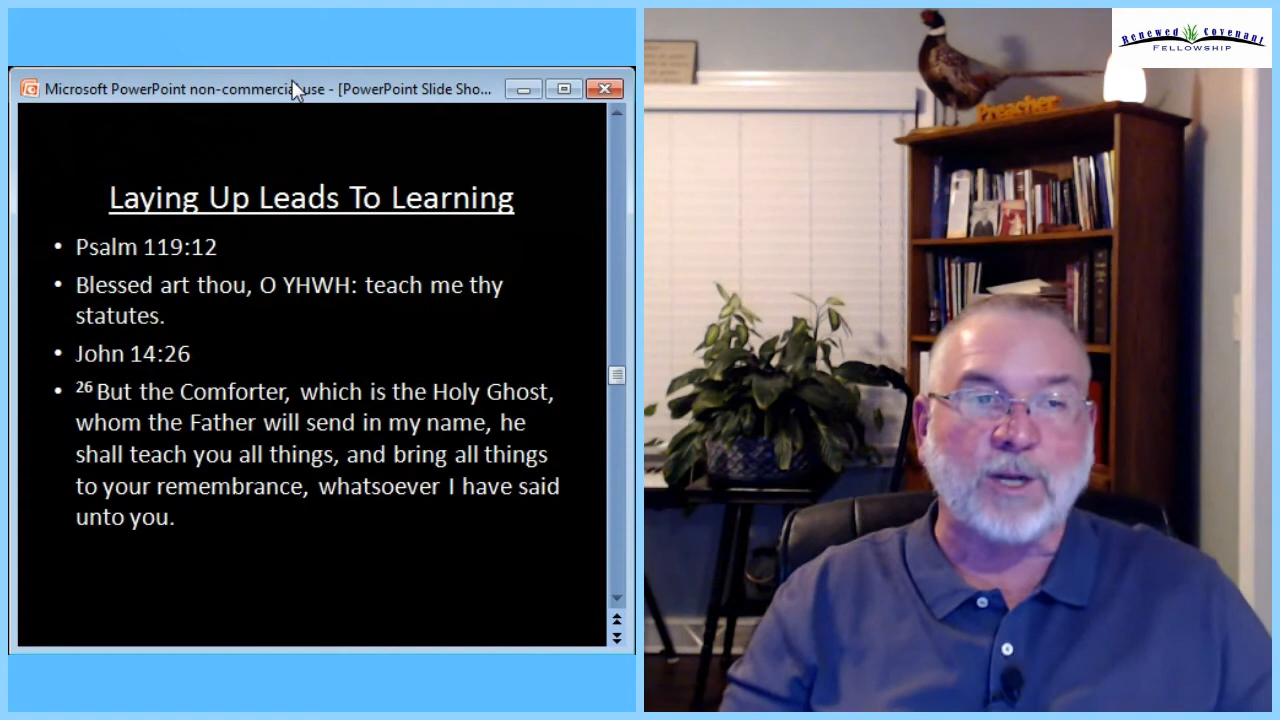 Microsoft PowerPoint non-commercial use - [PowerPoint Slide Sho...
Laying Up Leads To Learning
• Psalm 119:12
• Blessed art thou, O YHWH: teach me thy
statutes.
• John 14:26
• 26 But the Comforter, which is the Holy Ghost,
whom the Father will send in my name, he
shall teach you all things, and bring all things
to your remembrance, whatsoever I have said
unto you.
Renewed Covenant
FELLOWSHIP
Preacher